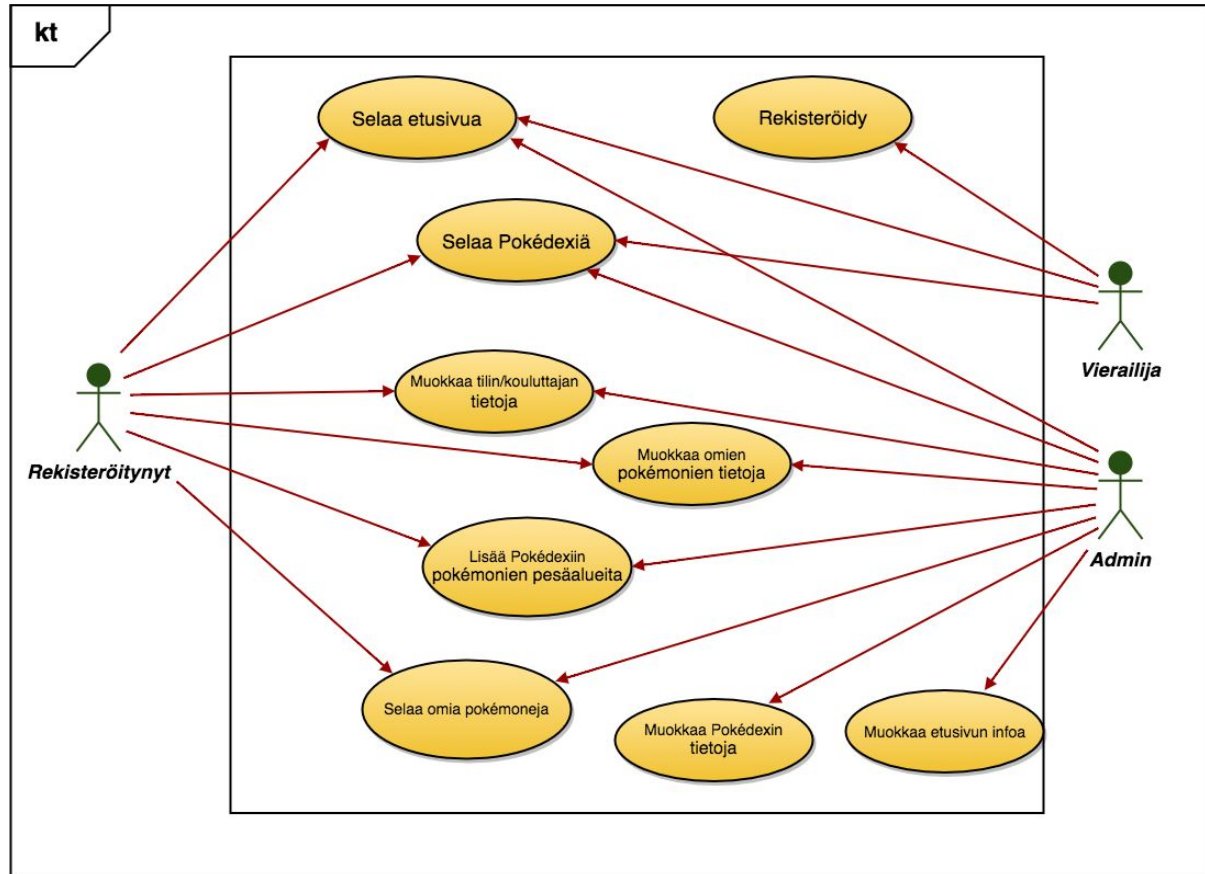 kt
Selaa etusivua
Rekisteröidy
Selaa Pokédexiä
Vierailija
Muokkaa tilin/kouluttajan
tietoja
Rekisteröitynyt
Muokkaa omien
pokémonien tietoja
Admin
Lisää Pokédexiin
pokémonien pesäalueita
Selaa omia pokémoneja
Muokkaa Pokédexin
tietoja
Muokkaa etusivun infoa